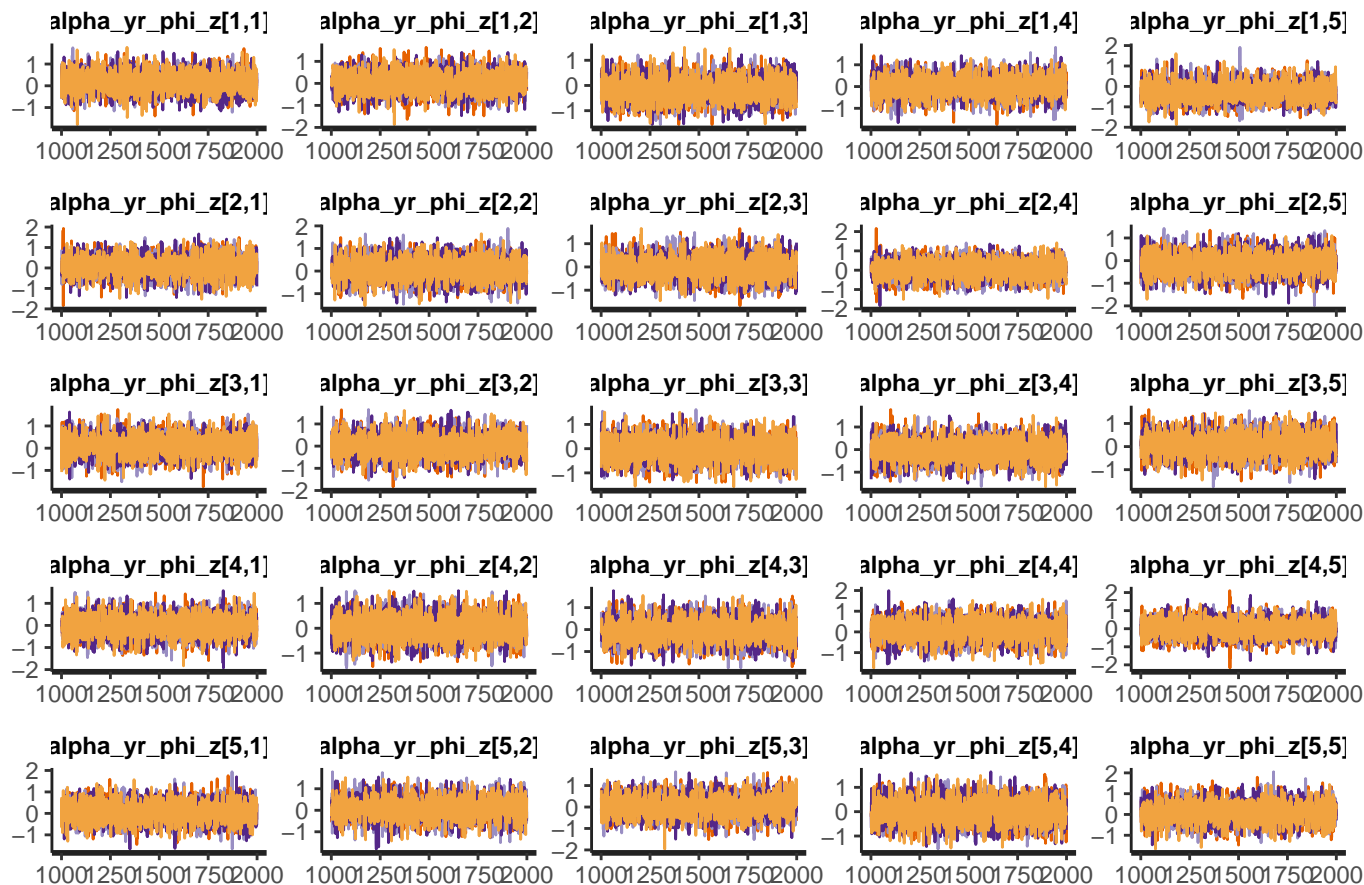 alpha_yr_phi_z[1,1] alpha_yr_phi_z[1,2] alpha_yr_phi_z[1,3] alpha_yr_phi_z[1,4] alpha_yr_phi_z[1,5]
1 0 −1
1 0 −1 −2
1 0 −1
1 0 −1
2 1 0 −1 −2
1000 1250 1500 1750 2000 1000 1250 1500 1750 2000 1000 1250 1500 1750 2000 1000 1250 1500 1750 2000 1000 1250 1500 1750 2000
alpha_yr_phi_z[2,1] alpha_yr_phi_z[2,2] alpha_yr_phi_z[2,3] alpha_yr_phi_z[2,4] alpha_yr_phi_z[2,5]
2 1 0 −1 −2
2 1 0 −1
1 0 −1
2 1 0 −1 −2
1 0 −1 −2
1000 1250 1500 1750 2000 1000 1250 1500 1750 2000 1000 1250 1500 1750 2000 1000 1250 1500 1750 2000 1000 1250 1500 1750 2000
alpha_yr_phi_z[3,1] alpha_yr_phi_z[3,2] alpha_yr_phi_z[3,3] alpha_yr_phi_z[3,4] alpha_yr_phi_z[3,5]
1 0 −1
1 0 −1 −2
1 0 −1
1 0 −1
1 0 −1
1000 1250 1500 1750 2000 1000 1250 1500 1750 2000 1000 1250 1500 1750 2000 1000 1250 1500 1750 2000 1000 1250 1500 1750 2000
alpha_yr_phi_z[4,1] alpha_yr_phi_z[4,2] alpha_yr_phi_z[4,3] alpha_yr_phi_z[4,4] alpha_yr_phi_z[4,5]
1 0 −1 −2
1 0 −1
1 0 −1
2 1 0 −1
2 1 0 −1 −2
1000 1250 1500 1750 2000 1000 1250 1500 1750 2000 1000 1250 1500 1750 2000 1000 1250 1500 1750 2000 1000 1250 1500 1750 2000
alpha_yr_phi_z[5,1] alpha_yr_phi_z[5,2] alpha_yr_phi_z[5,3] alpha_yr_phi_z[5,4] alpha_yr_phi_z[5,5]
2 1 0 −1
1 0 −1
1 0 −1 −2
1 0 −1
2 1 0 −1
1000 1250 1500 1750 2000 1000 1250 1500 1750 2000 1000 1250 1500 1750 2000 1000 1250 1500 1750 2000 1000 1250 1500 1750 2000